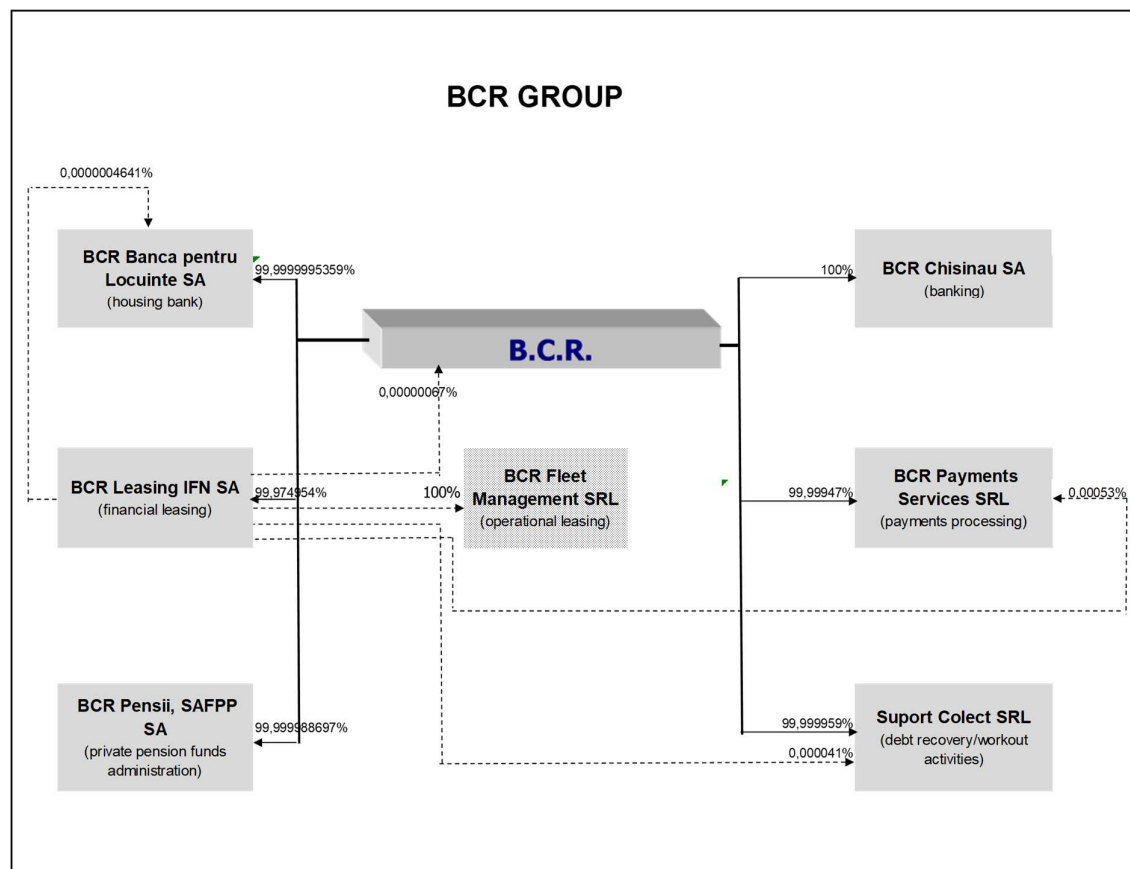 BCR GROUP
0,0000004641%
BCR Banca pentru
Locuinte SA
(housing bank)
99,9999995359%
100%
BCR Chisinau SA
(banking)
B.C.R.
0,00000067%
BCR Leasing IFN SA
(financial leasing)
99,974954%
100%
BCR Fleet
Management SRL
(operational leasing)
99,99947%
BCR Payments
Services SRL
(payments processing)
0,00053%
BCR Pensii, SAFPP
SA
(private pension funds
administration)
99,999988697%
99,999959%
0,000041%
Suport Colect SRL
(debt recovery/workout
activities)